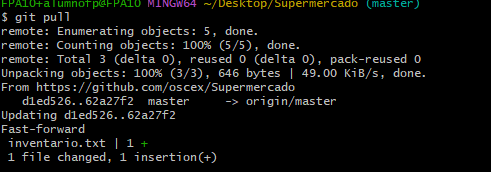 FPA10+alumnofp@FPA10 MINGW64 ~/Desktop/Supermercado (master)
$ git pull
remote: Enumerating objects: 5, done.
remote: Counting objects: 100% (5/5), done.
remote: Total 3 (delta 0), reused 0 (delta 0), pack-reused 0
Unpacking objects: 100% (3/3), 646 bytes | 49.00 KiB/s, done.
From https://github.com/oscex/Supermercado
   d1ed526..62a27f2  master     -> origin/master
Updating d1ed526..62a27f2
Fast-forward
 inventario.txt | 1 +
 1 file changed, 1 insertion(+)